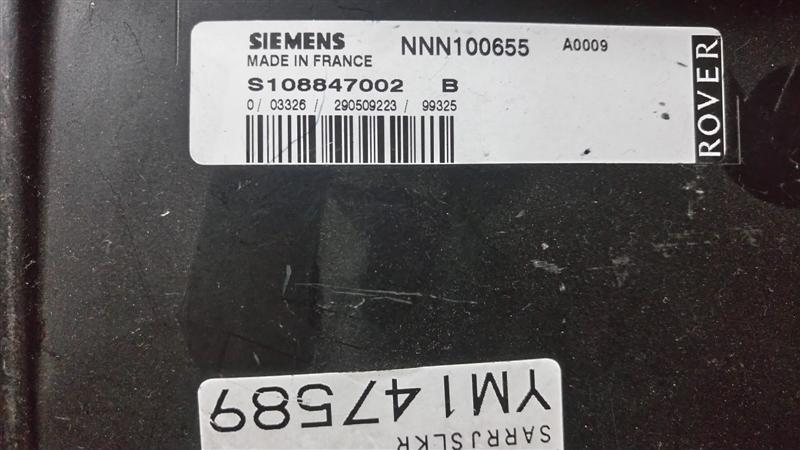 SIEMENS NNN100655 A0009
MADE IN FRANCE
S108847002 B
0/ 03326 / 290509223 / 99325
ROVER
SARRJSLKR
YM147589